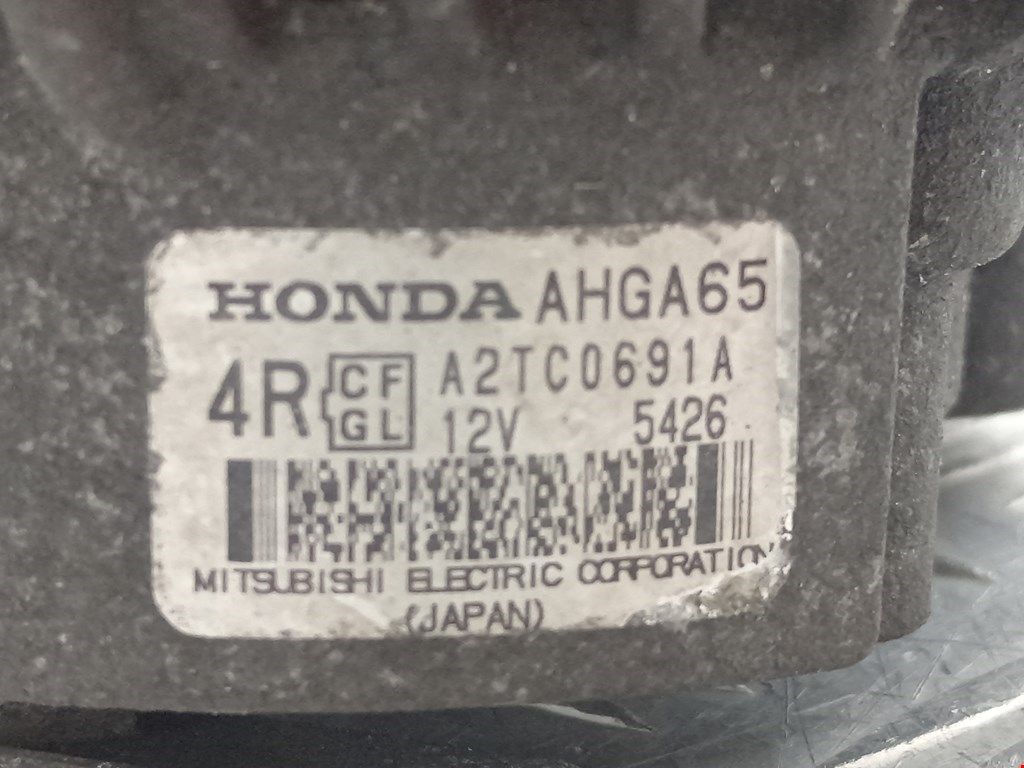 HONDA AHGA65
4R CF GL A2TC0691A
12V 5426
MITSUBISHI ELECTRIC CORPORATION
(JAPAN)